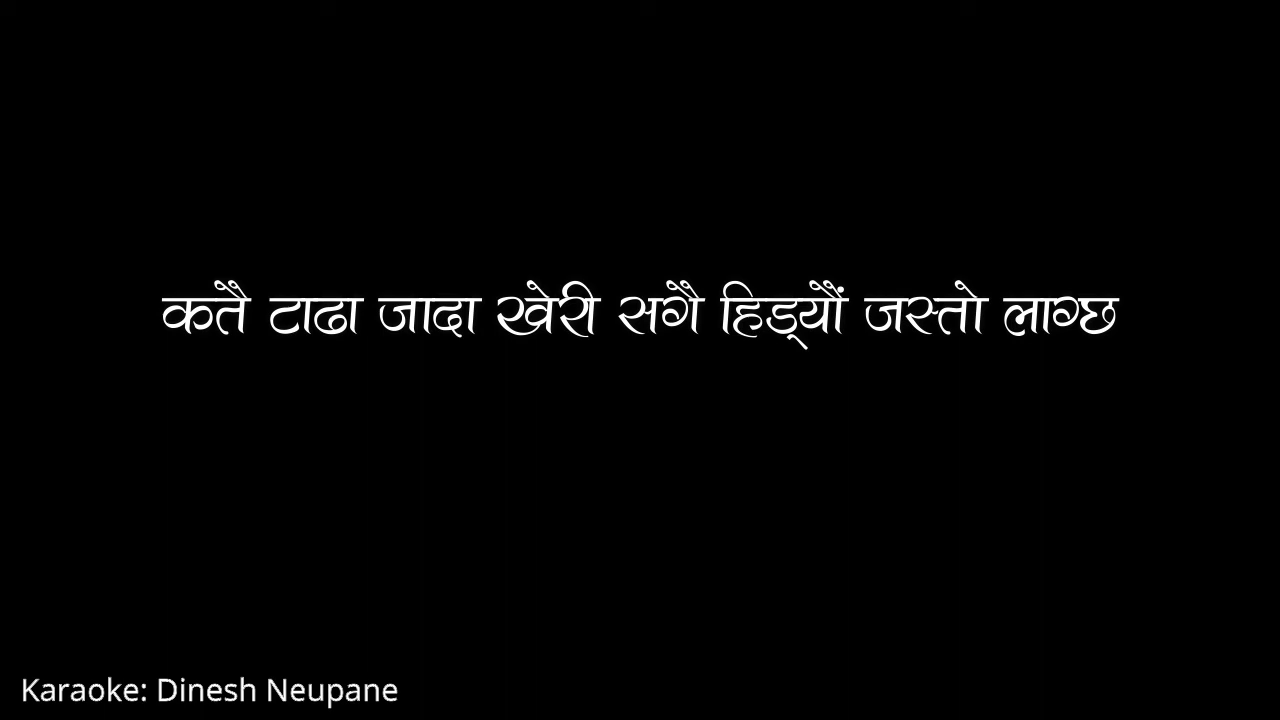 कतै टाढा जादा खेरी सगै हिड्यौं जस्तो लाग्छ
Karaoke: Dinesh Neupane